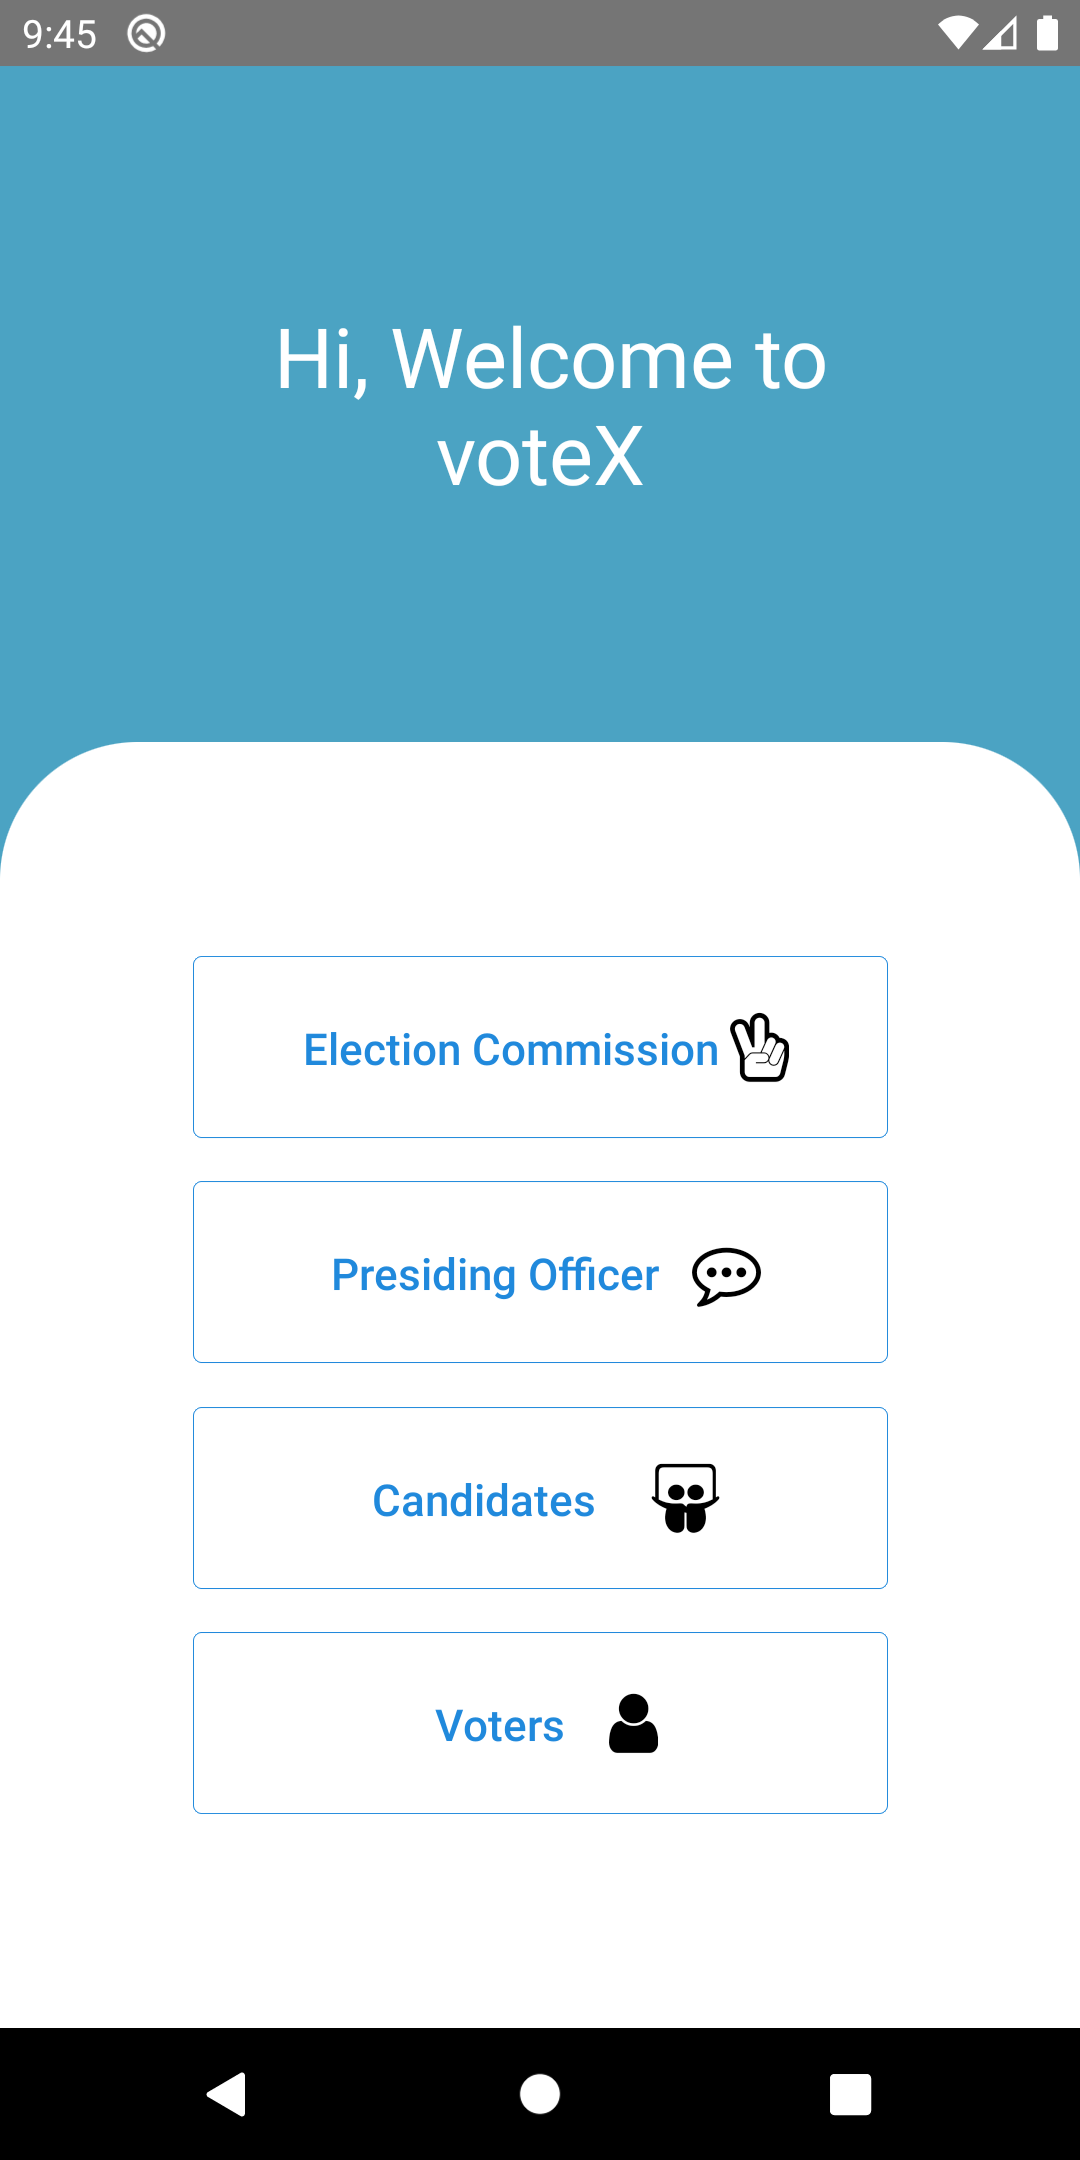 9:45
Hi, Welcome to
voteX
Election Commission
Presiding Officer
Candidates
Voters